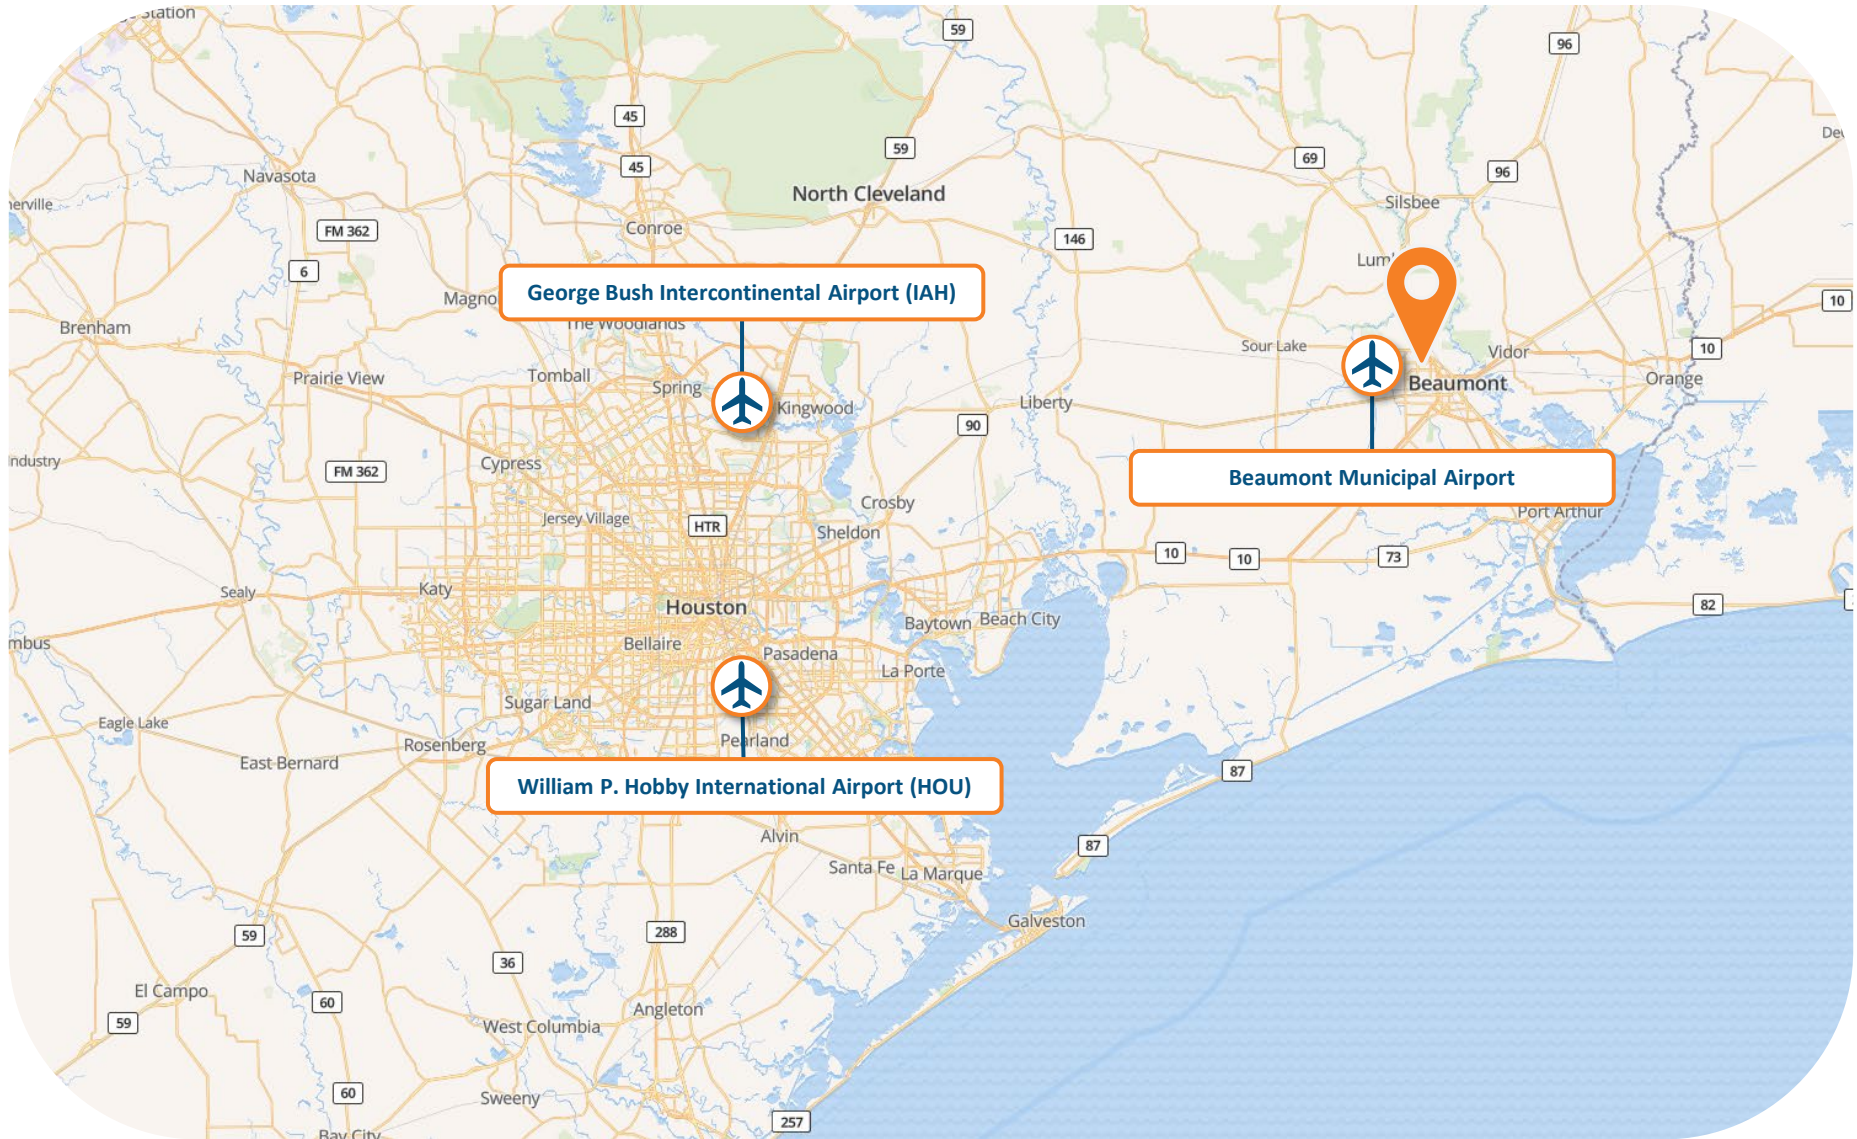 Station
59
96
45
59
45
69
96
Navasota
North Cleveland
Silsbee
Conroe
FM 362
146
6
10
George Bush Intercontinental Airport (IAH)
Brenham
The Woodlands
Sour Lake
Vidor
10
Tomball
Prairie View
Spring
Kingwood
Liberty
Beaumont
Orange
90
Cypress
FM 362
Beaumont Municipal Airport
Crosby
Jersey Village
HTR
Sheldon
Port Arthur
10
10
73
Katy
Sealy
Houston
Baytown
Beach City
82
Bellaire
Pasadena
La Porte
Sugar Land
Eagle Lake
Rosenberg
Pearland
East Bernard
87
William P. Hobby International Airport (HOU)
Alvin
87
Santa Fe
La Marque
Galveston
59
288
36
El Campo
60
59
West Columbia
Angleton
60
Sweeny
257
Bay City